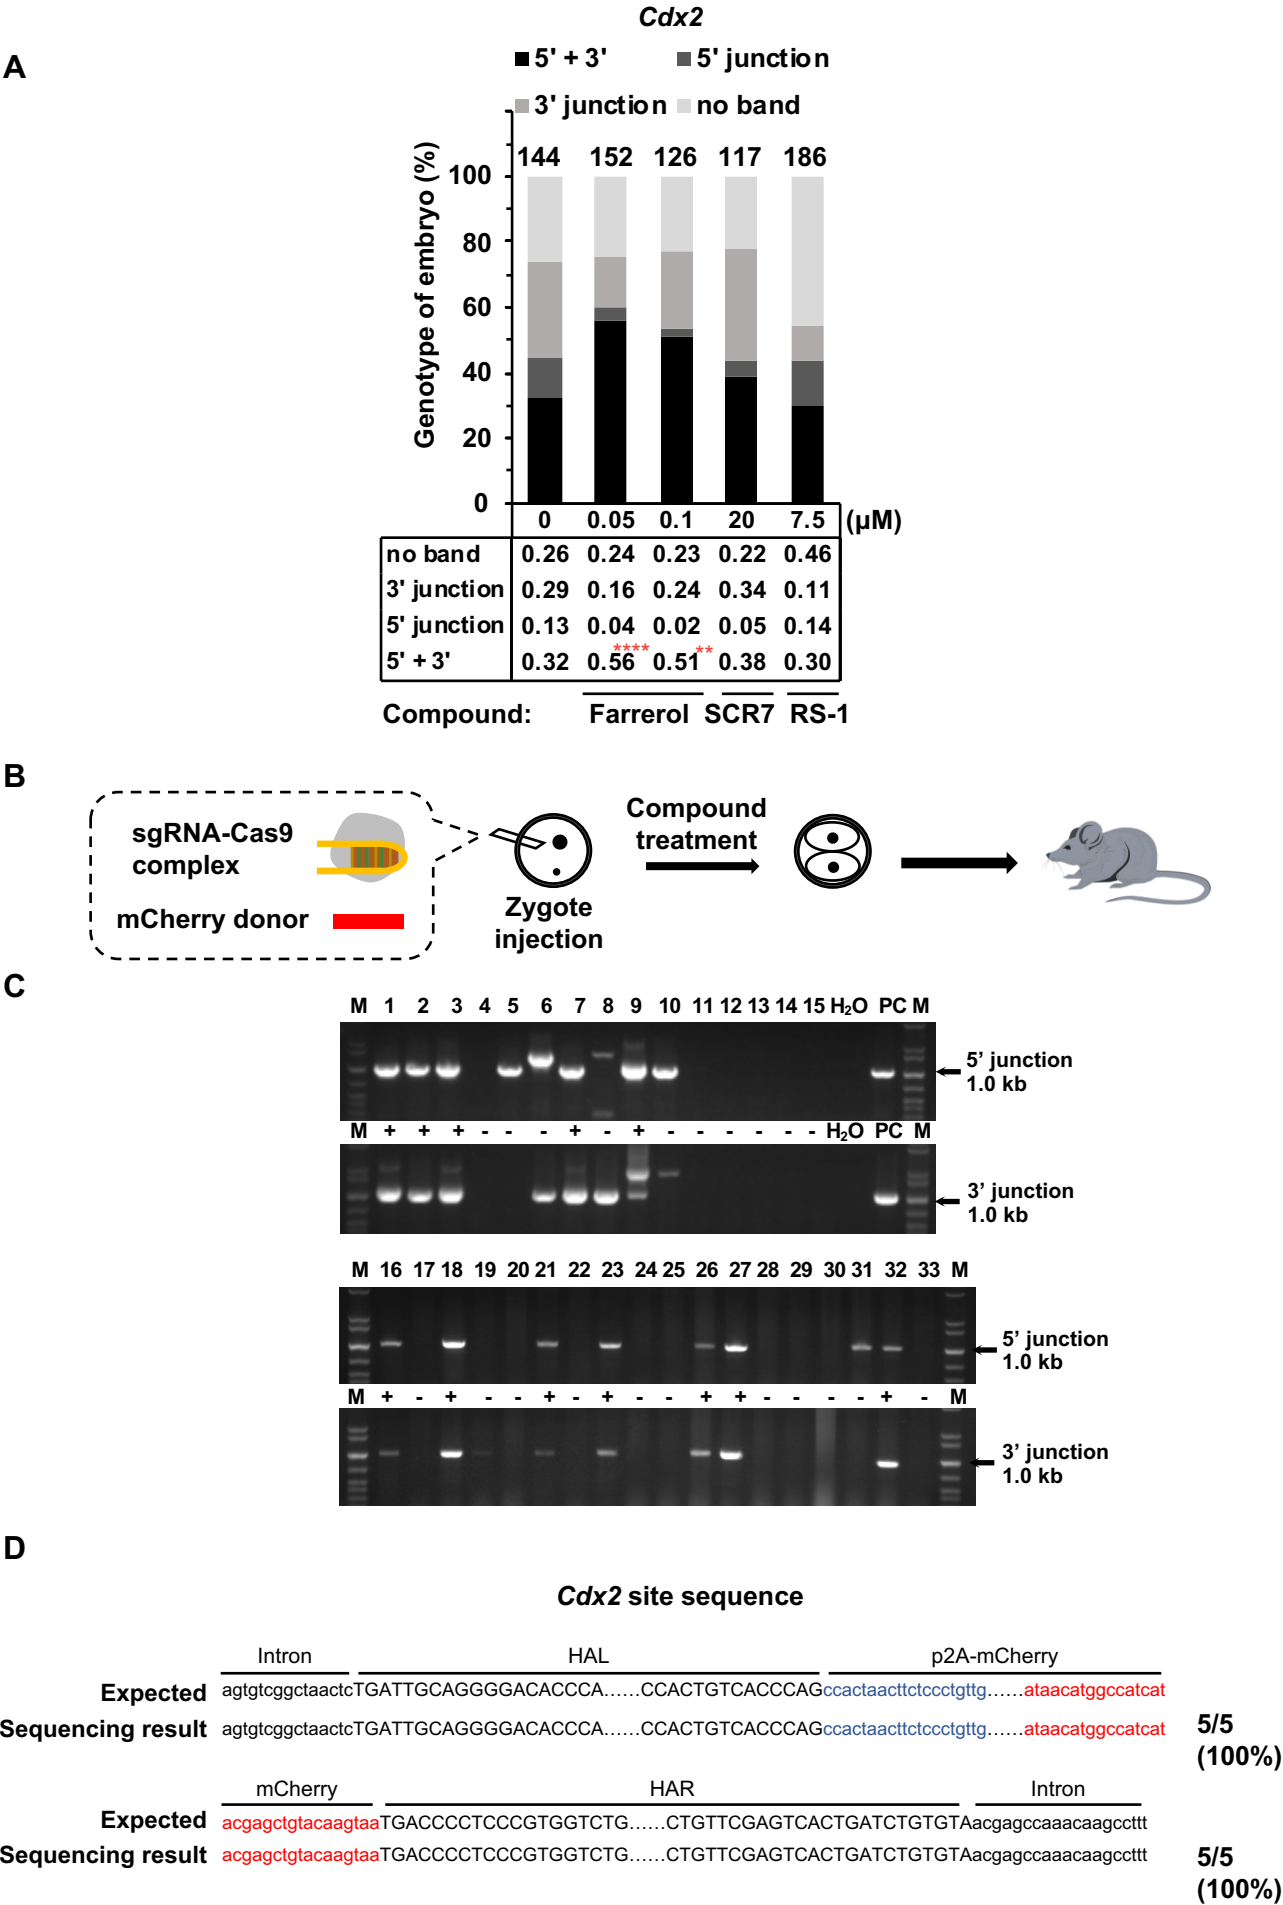 Cdx2
A
5' + 3' 5' junction
3' junction no band
144 152 126 117 186
Genotype of embryo (%)
100
80
60
40
20
0
0 0.05 0.1 20 7.5 (µM)
no band 0.26 0.24 0.23 0.22 0.46
3' junction 0.29 0.16 0.24 0.34 0.11
5' junction 0.13 0.04 0.02 0.05 0.14
**** **
5' + 3' 0.32 0.56 0.51 0.38 0.30
Compound: Farrerol SCR7 RS-1
B
sgRNA-Cas9
complex
mCherry donor
Zygote
injection
Compound
treatment
C
M 1 2 3 4 5 6 7 8 9 10 11 12 13 14 15 H₂O PC M
5’ junction
1.0 kb
M + + + - - - + - + - - - - - - H₂O PC M
3’ junction
1.0 kb
M 16 17 18 19 20 21 22 23 24 25 26 27 28 29 30 31 32 33 M
5’ junction
1.0 kb
M + - + - - + - + - - + + - - - - + - M
3’ junction
1.0 kb
D
Cdx2 site sequence
Intron HAL p2A-mCherry
Expected agtgtcggctaactcTGATTGCAGGGGACACCCA......CCACTGTCACCCAGccactaacttctccctgttg......ataacatggccatcat
Sequencing result agtgtcggctaactcTGATTGCAGGGGACACCCA......CCACTGTCACCCAGccactaacttctccctgttg......ataacatggccatcat
5/5
(100%)
mCherry HAR Intron
Expected acgagctgtacaagtaaTGACCCCTCCCGTGGTCTG......CTGTTCGAGTCACTGATCTGTGTAacgagccaaacaagccttt
Sequencing result acgagctgtacaagtaaTGACCCCTCCCGTGGTCTG......CTGTTCGAGTCACTGATCTGTGTAacgagccaaacaagccttt
5/5
(100%)